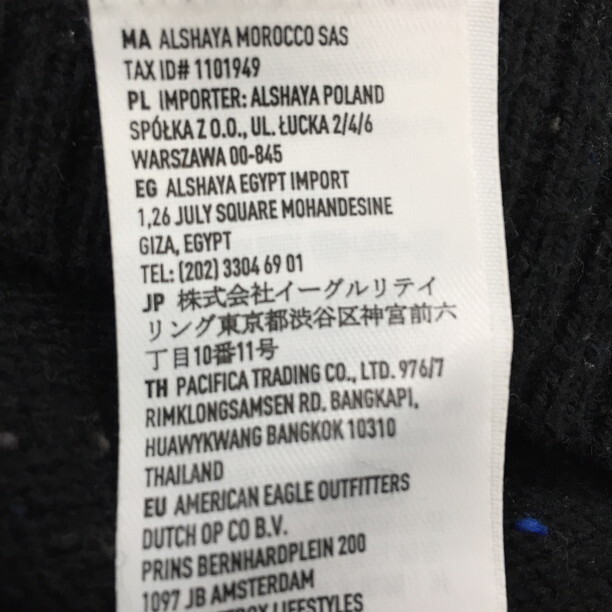 MA ALSHAYA MOROCCO SAS
TAX ID# 1101949
PL IMPORTER: ALSHAYA POLAND
SPÓŁKA Z O.O., UL. ŁUCKA 2/4/6
WARSZAWA 00-845
EG ALSHAYA EGYPT IMPORT
1,26 JULY SQUARE MOHANDESINE
GIZA, EGYPT
TEL: (202) 3304 69 01
JP 株式会社イーグルリテイ
リング東京都渋谷区神宮前六
丁目10番11号
TH PACIFICA TRADING CO., LTD. 976/7
RIMKLONGSAMSEN RD. BANGKAPI,
HUAWYKWANG BANGKOK 10310
THAILAND
EU AMERICAN EAGLE OUTFITTERS
DUTCH OP CO B.V.
PRINS BERNHARDPLEIN 200
1097 JB AMSTERDAM
LIFESTYLES